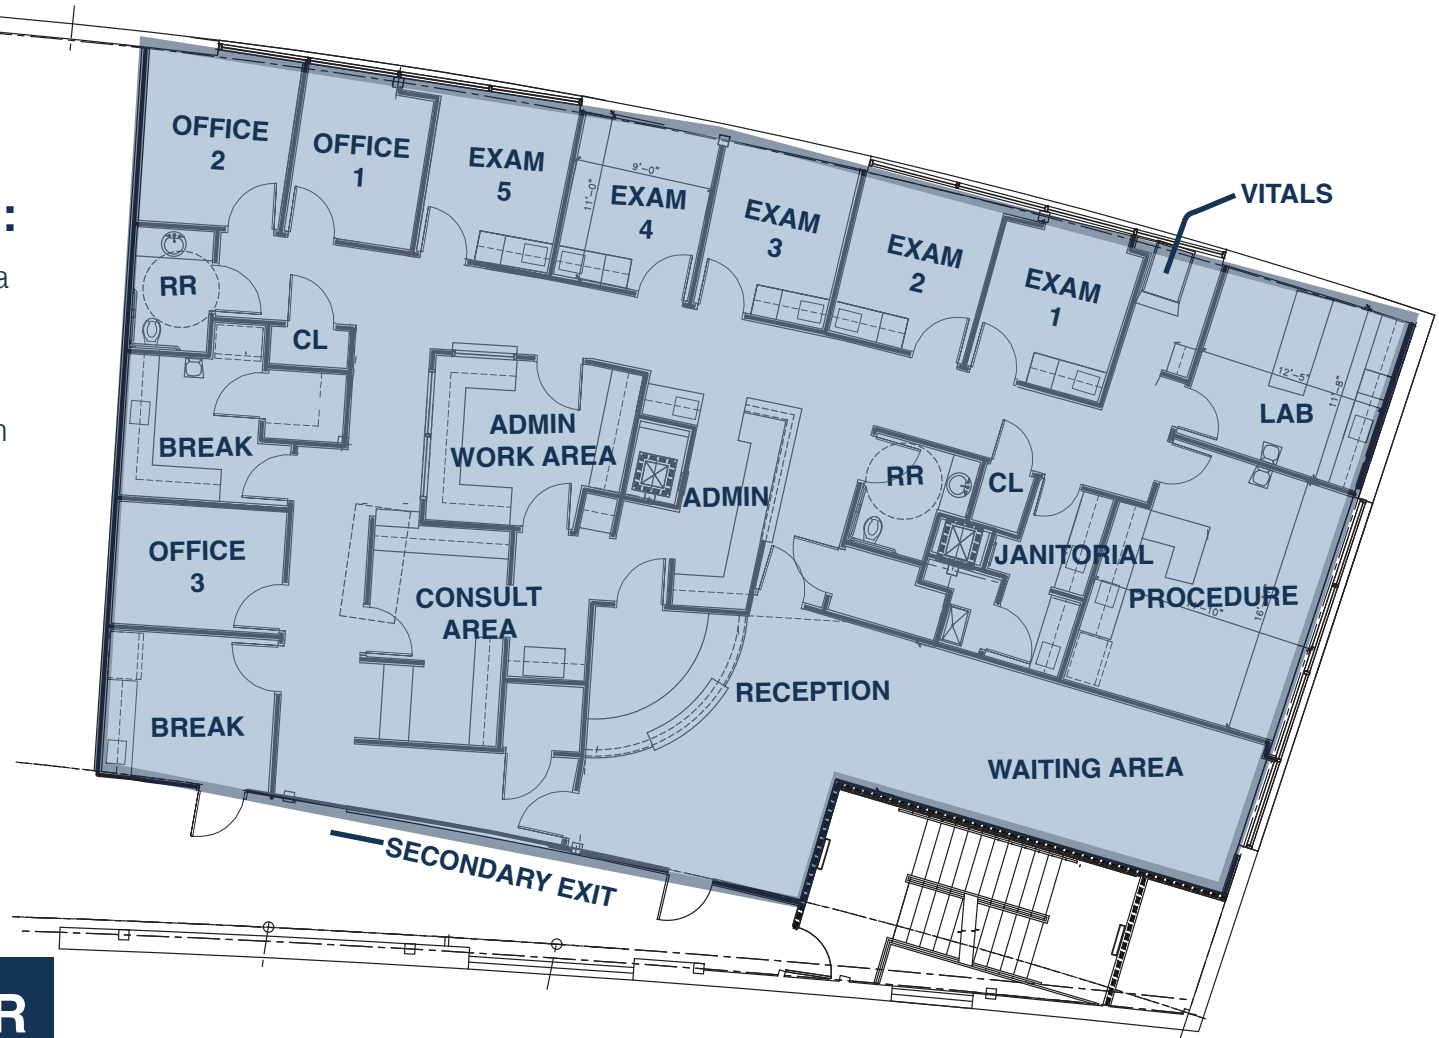 OFFICE
2
OFFICE
1
EXAM
5
9'-0"
11'-0"
EXAM
4
EXAM
3
EXAM
2
EXAM
1
VITALS
:
a
RR
CL
12'-5"
11'-8"
LAB
n
BREAK
ADMIN
WORK AREA
ADMIN
RR
CL
OFFICE
3
JANITORIAL
PROCEDURE
CONSULT
AREA
RECEPTION
BREAK
WAITING AREA
SECONDARY EXIT
R